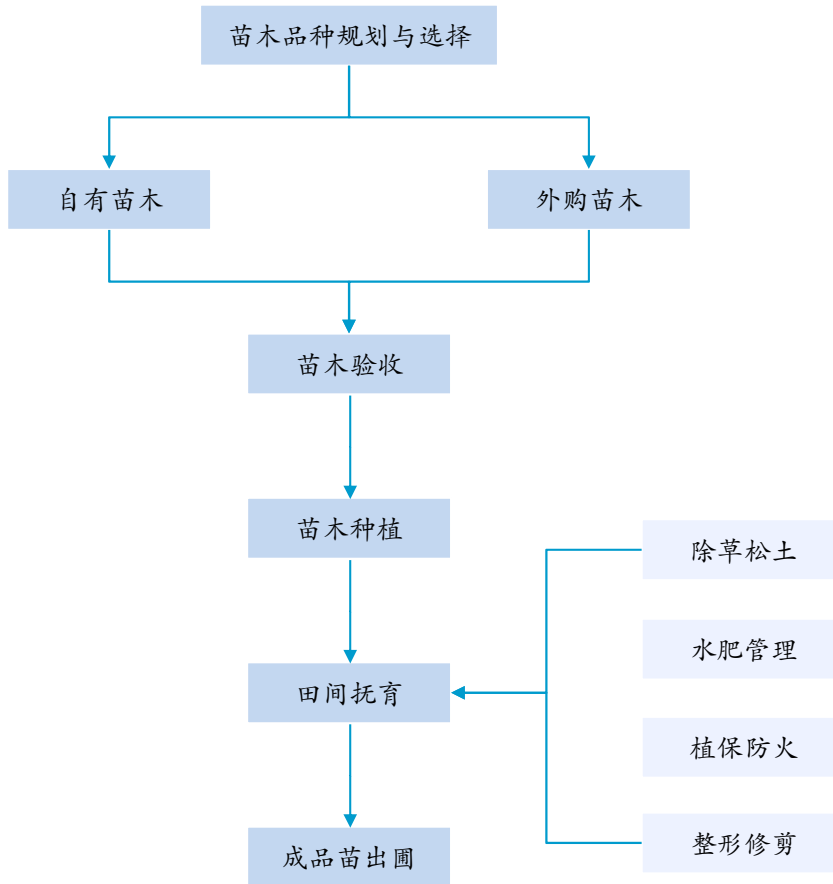 苗木品种规划与选择
自有苗木
外购苗木
苗木验收
苗木种植
除草松土
水肥管理
田间抚育
植保防火
整形修剪
成品苗出圃